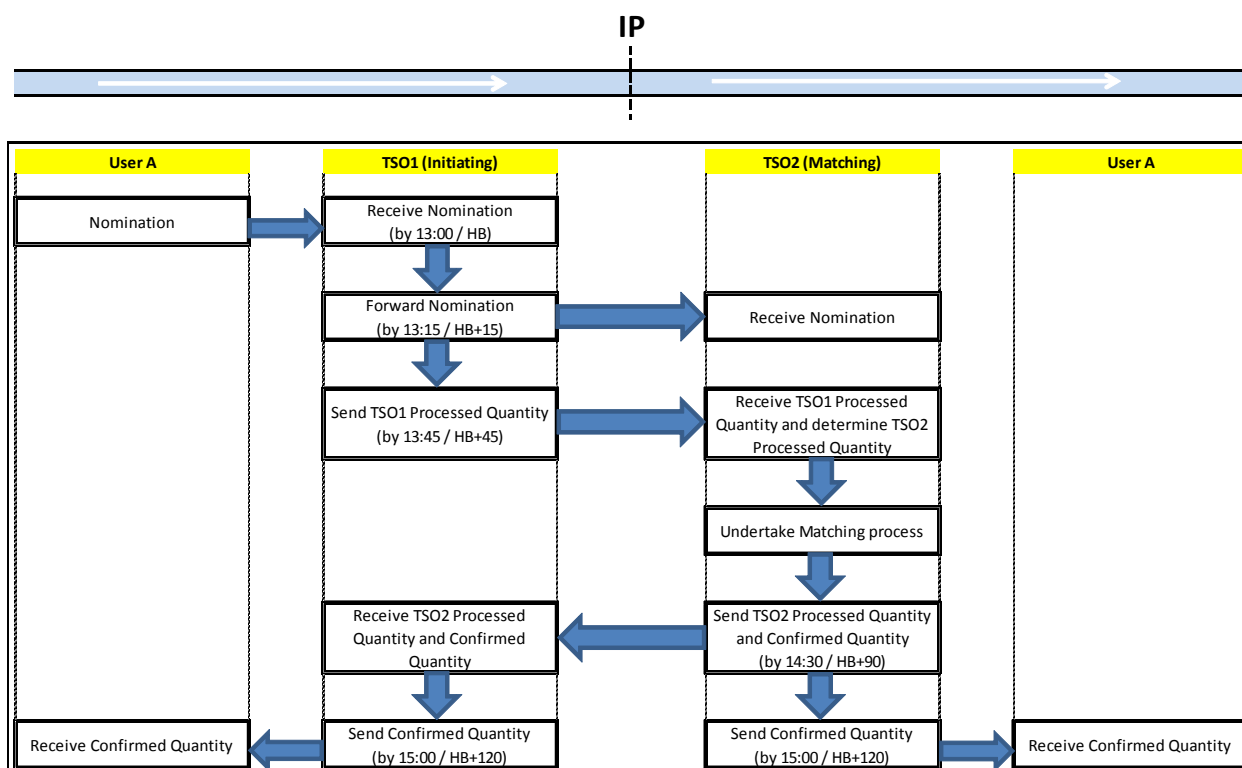 IP
User A
TSO1 (Initiating)
TSO2 (Matching)
User A
Nomination
Receive Nomination
(by 13:00 / HB)
Forward Nomination
(by 13:15 / HB+15)
Receive Nomination
Send TSO1 Processed Quantity
(by 13:45 / HB+45)
Receive TSO1 Processed
Quantity and determine TSO2
Processed Quantity
Undertake Matching process
Receive TSO2 Processed
Quantity and Confirmed
Quantity
Send TSO2 Processed Quantity
and Confirmed Quantity
(by 14:30 / HB+90)
Receive Confirmed Quantity
Send Confirmed Quantity
(by 15:00 / HB+120)
Send Confirmed Quantity
(by 15:00 / HB+120)
Receive Confirmed Quantity